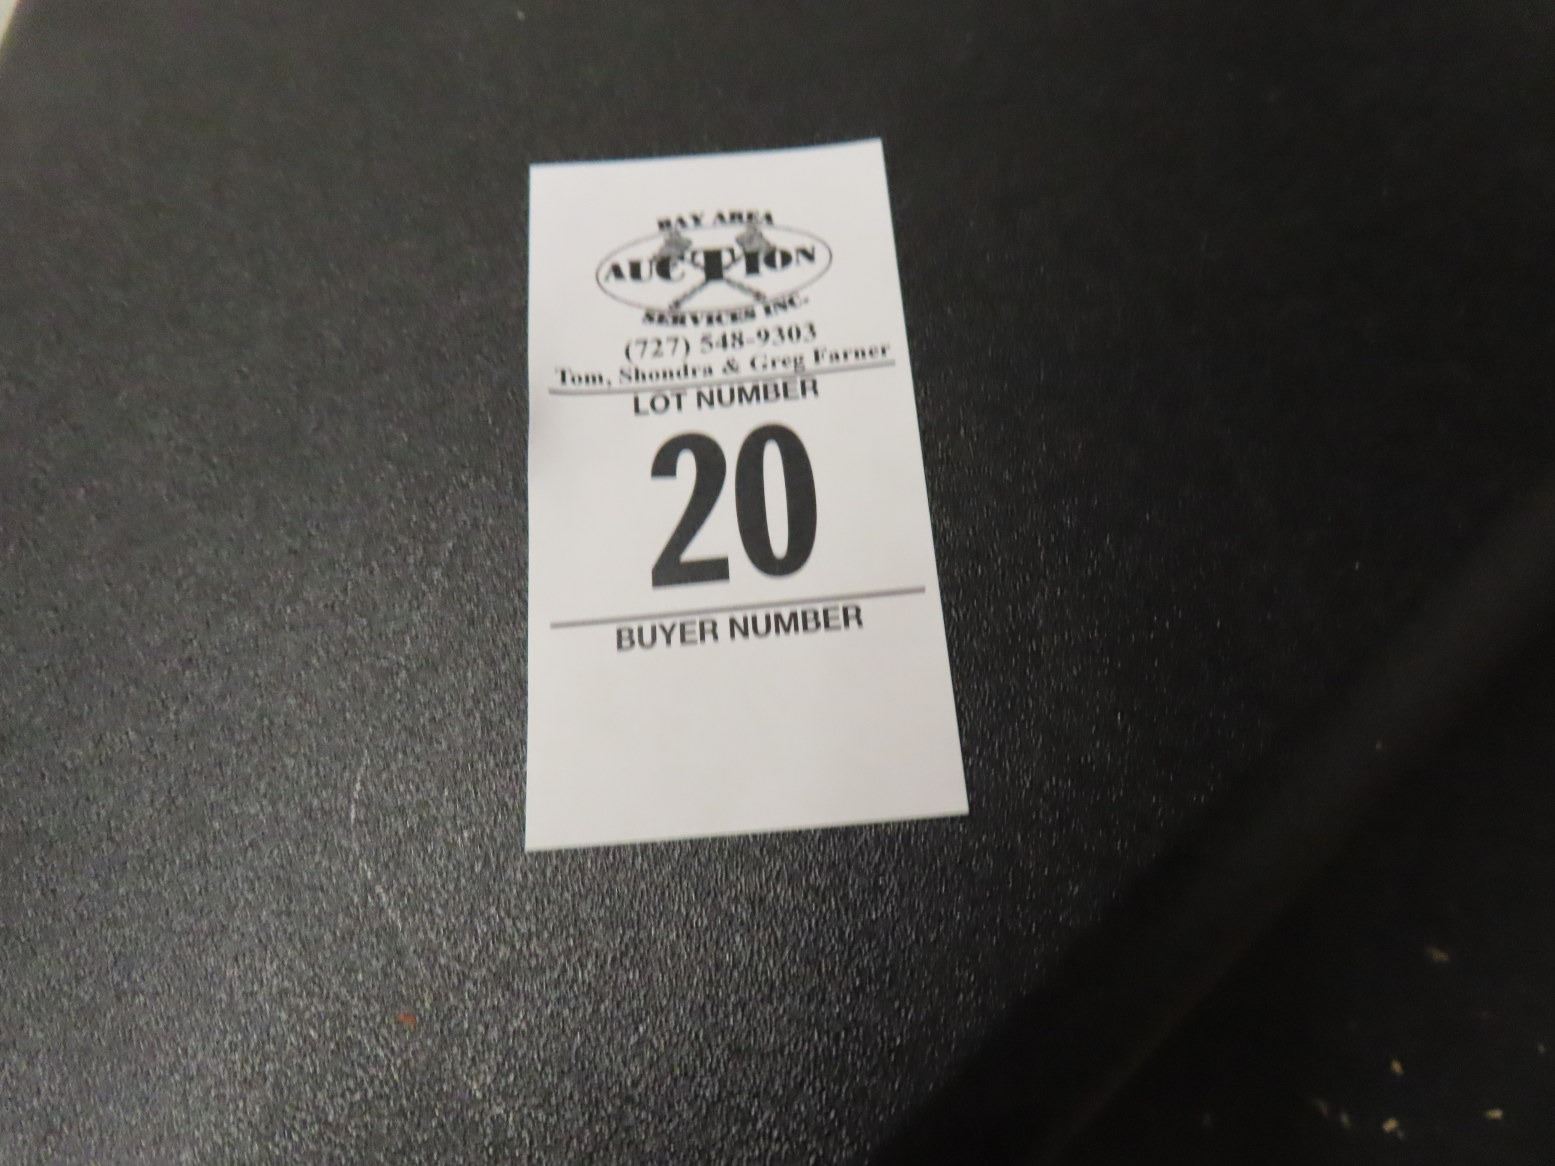 BAY AREA
AUCTION
SERVICES INC.
(727) 548-9303
Tom, Shondra & Greg Farner
LOT NUMBER
20
BUYER NUMBER